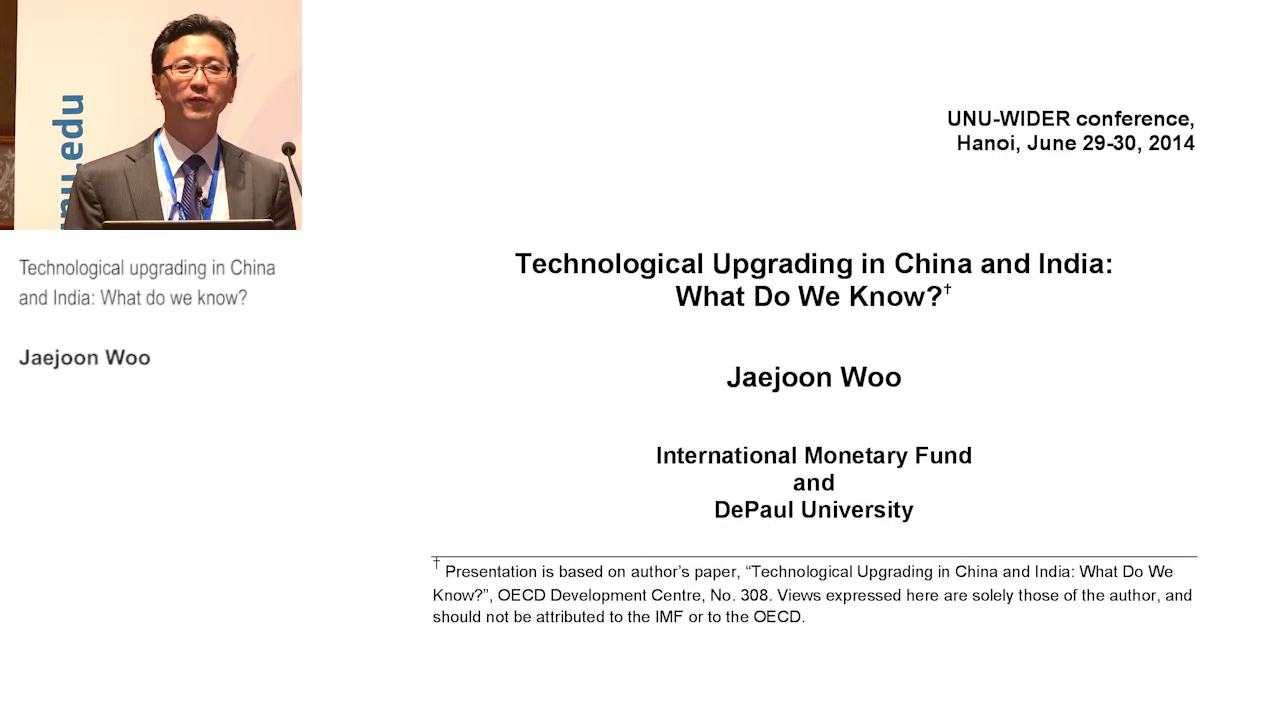 unu.edu
Technological upgrading in China
and India: What do we know?
Jaejoon Woo
UNU-WIDER conference,
Hanoi, June 29-30, 2014
Technological Upgrading in China and India:
What Do We Know?†
Jaejoon Woo
International Monetary Fund
and
DePaul University
† Presentation is based on author’s paper, “Technological Upgrading in China and India: What Do We
Know?”, OECD Development Centre, No. 308. Views expressed here are solely those of the author, and
should not be attributed to the IMF or to the OECD.